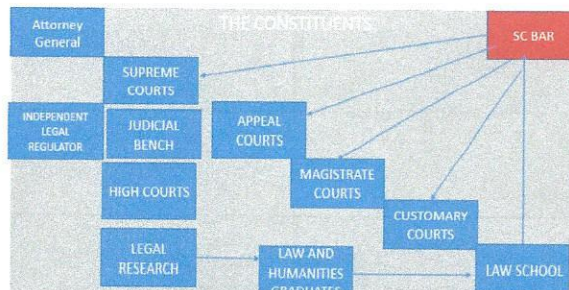 THE CONSTITUENTS
Attorney
General
SC BAR
SUPREME
COURTS
INDEPENDENT
LEGAL
REGULATOR
JUDICIAL
BENCH
APPEAL
COURTS
HIGH COURTS
MAGISTRATE
COURTS
CUSTOMARY
COURTS
LEGAL
RESEARCH
LAW AND
HUMANITIES
GRADUATES
LAW SCHOOL